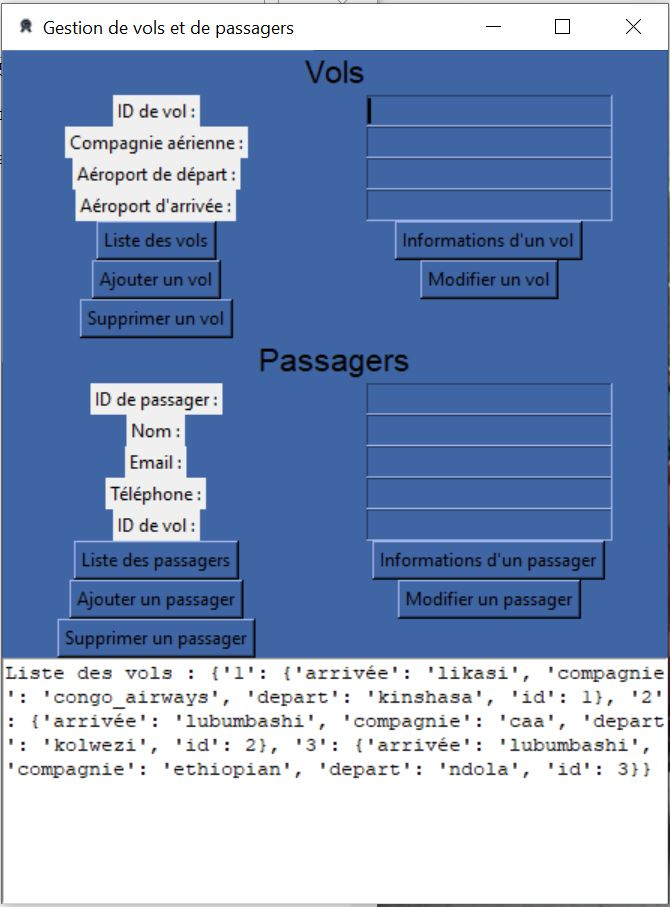 Gestion de vols et de passagers
Vols
ID de vol :
Compagnie aérienne :
Aéroport de départ :
Aéroport d'arrivée :
Liste des vols Informations d'un vol
Ajouter un vol Modifier un vol
Supprimer un vol
Passagers
ID de passager :
Nom :
Email :
Téléphone :
ID de vol :
Liste des passagers Informations d'un passager
Ajouter un passager Modifier un passager
Supprimer un passager
Liste des vols : {'1': {'arrivée': 'likasi', 'compagnie
': 'congo_airways', 'depart': 'kinshasa', 'id': 1}, '2'
: {'arrivée': 'lubumbashi', 'compagnie': 'caa', 'depart
': 'kolwezi', 'id': 2}, '3': {'arrivée': 'lubumbashi',
'compagnie': 'ethiopian', 'depart': 'ndola', 'id': 3}}